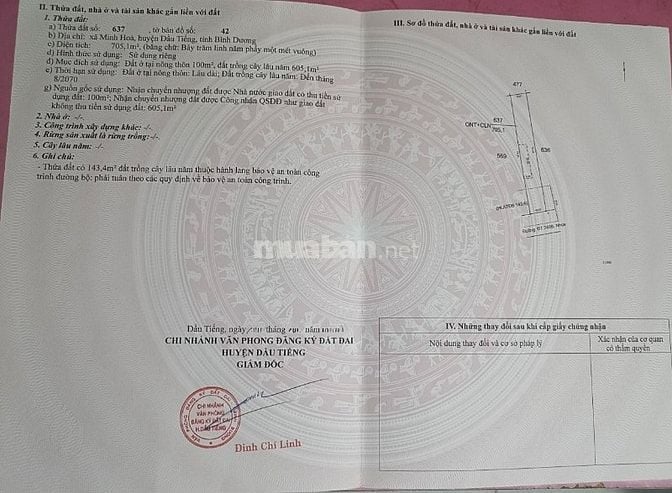 II. Thửa đất, nhà ở và tài sản khác gắn liền với đất
1. Thửa đất:
a) Thửa đất số: 637 tờ bản đồ số: 42
b) Địa chỉ: xã Minh Hoà, huyện Dầu Tiếng, tỉnh Bình Dương
c) Diện tích: 705,1m², (bằng chữ: Bảy trăm linh năm phẩy một mét vuông)
d) Hình thức sử dụng: Sử dụng riêng
đ) Mục đích sử dụng: Đất ở tại nông thôn 100m², đất trồng cây lâu năm 605,1m²
e) Thời hạn sử dụng: Đất ở tại nông thôn: Lâu dài; Đất trồng cây lâu năm: Đến tháng
8/2070
g) Nguồn gốc sử dụng: Nhận chuyển nhượng đất được Nhà nước giao đất có thu tiền sử
dụng đất: 100m²; Nhận chuyển nhượng đất được Công nhận QSDĐ như giao đất
không thu tiền sử dụng đất: 605,1m²
2. Nhà ở: -/-
3. Công trình xây dựng khác: -/-
4. Rừng sản xuất là rừng trồng: -/-
5. Cây lâu năm: -/-
6. Ghi chú:
- Thửa đất có 143,4m² đất trồng cây lâu năm thuộc hành lang bảo vệ an toàn công
trình đường bộ: phải tuân theo các quy định về bảo vệ an toàn công trình.
Dầu Tiếng, ngày tháng năm
CHI NHÁNH VĂN PHÒNG ĐĂNG KÝ ĐẤT ĐAI
HUYỆN DẦU TIẾNG
GIÁM ĐỐC
CHI NHÁNH
VĂN PHÒNG
ĐĂNG KÝ ĐẤT ĐAI
H.DẦU TIẾNG
Đinh Chí Linh
muaban.net
III. Sơ đồ thửa đất, nhà ở và tài sản khác gắn liền với đất
477
637
ONT+CLN
705,1
569
636
IV. Những thay đổi sau khi cấp giấy chứng nhận
Nội dung thay đổi và cơ sở pháp lý
Xác nhận của cơ quan
có thẩm quyền